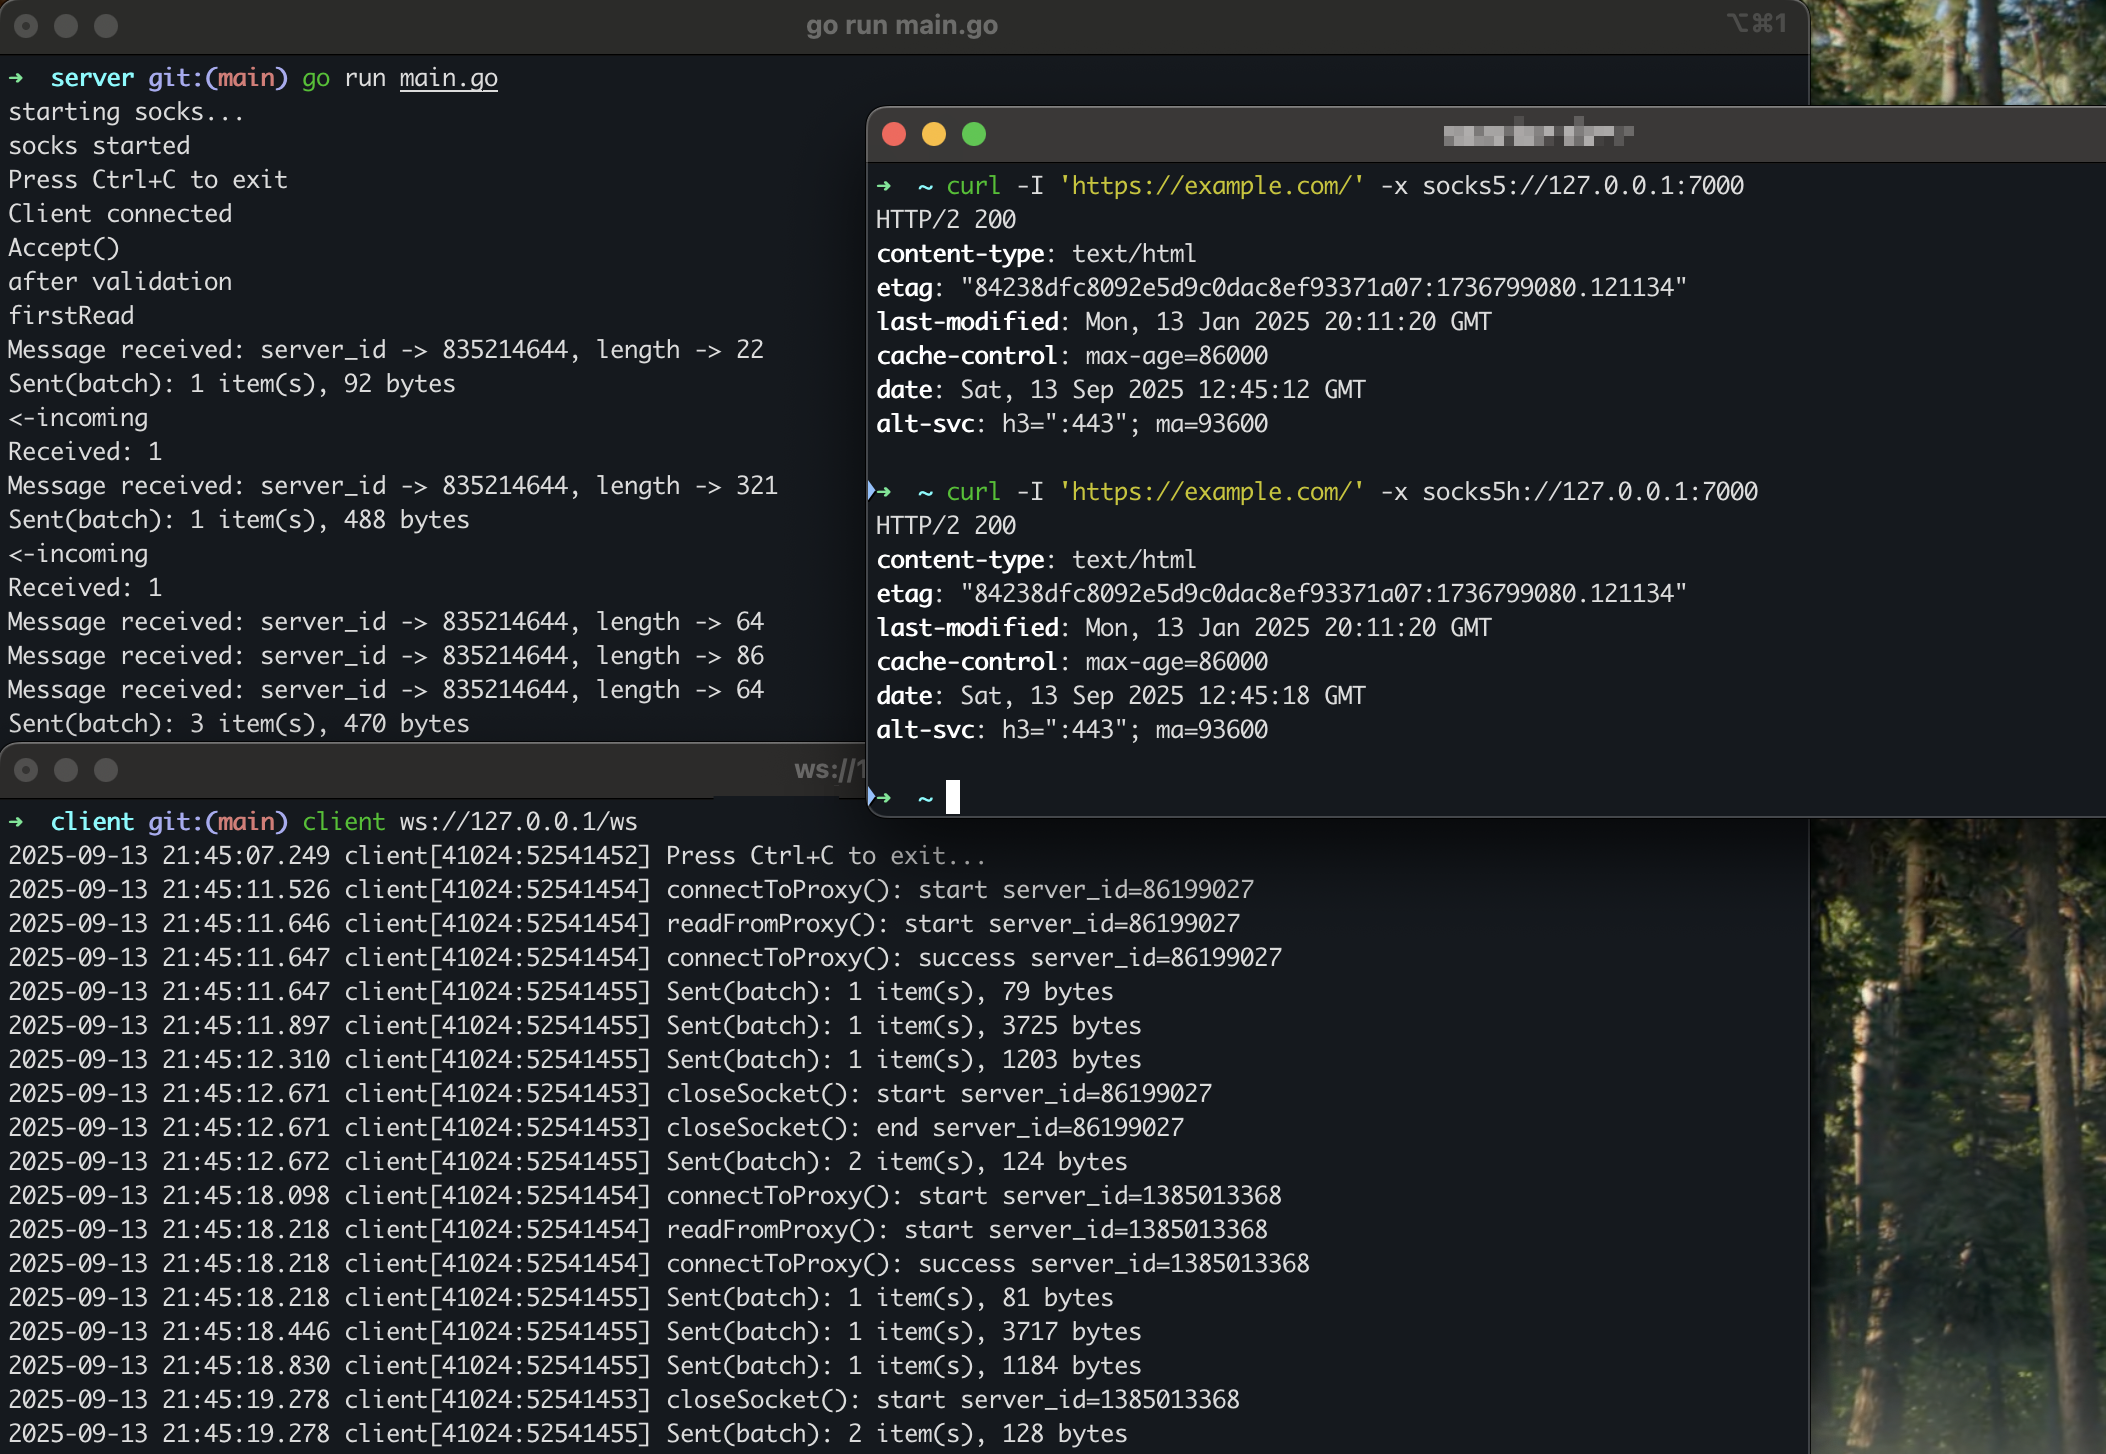 go run main.go
⌥⌘1
➜  server git:(main) go run main.go
starting socks...
socks started
Press Ctrl+C to exit
Client connected
Accept()
after validation
firstRead
Message received: server_id -> 835214644, length -> 22
Sent(batch): 1 item(s), 92 bytes
<-incoming
Received: 1
Message received: server_id -> 835214644, length -> 321
Sent(batch): 1 item(s), 488 bytes
<-incoming
Received: 1
Message received: server_id -> 835214644, length -> 64
Message received: server_id -> 835214644, length -> 86
Message received: server_id -> 835214644, length -> 64
Sent(batch): 3 item(s), 470 bytes
➜  ~ curl -I 'https://example.com/' -x socks5://127.0.0.1:7000
HTTP/2 200
content-type: text/html
etag: "84238dfc8092e5d9c0dac8ef93371a07:1736799080.121134"
last-modified: Mon, 13 Jan 2025 20:11:20 GMT
cache-control: max-age=86000
date: Sat, 13 Sep 2025 12:45:12 GMT
alt-svc: h3=":443"; ma=93600
➜  ~ curl -I 'https://example.com/' -x socks5h://127.0.0.1:7000
HTTP/2 200
content-type: text/html
etag: "84238dfc8092e5d9c0dac8ef93371a07:1736799080.121134"
last-modified: Mon, 13 Jan 2025 20:11:20 GMT
cache-control: max-age=86000
date: Sat, 13 Sep 2025 12:45:18 GMT
alt-svc: h3=":443"; ma=93600
➜  ~
ws://1
➜  client git:(main) client ws://127.0.0.1/ws
2025-09-13 21:45:07.249 client[41024:52541452] Press Ctrl+C to exit...
2025-09-13 21:45:11.526 client[41024:52541454] connectToProxy(): start server_id=86199027
2025-09-13 21:45:11.646 client[41024:52541454] readFromProxy(): start server_id=86199027
2025-09-13 21:45:11.647 client[41024:52541454] connectToProxy(): success server_id=86199027
2025-09-13 21:45:11.647 client[41024:52541455] Sent(batch): 1 item(s), 79 bytes
2025-09-13 21:45:11.897 client[41024:52541455] Sent(batch): 1 item(s), 3725 bytes
2025-09-13 21:45:12.310 client[41024:52541455] Sent(batch): 1 item(s), 1203 bytes
2025-09-13 21:45:12.671 client[41024:52541453] closeSocket(): start server_id=86199027
2025-09-13 21:45:12.671 client[41024:52541453] closeSocket(): end server_id=86199027
2025-09-13 21:45:12.672 client[41024:52541455] Sent(batch): 2 item(s), 124 bytes
2025-09-13 21:45:18.098 client[41024:52541454] connectToProxy(): start server_id=1385013368
2025-09-13 21:45:18.218 client[41024:52541454] readFromProxy(): start server_id=1385013368
2025-09-13 21:45:18.218 client[41024:52541454] connectToProxy(): success server_id=1385013368
2025-09-13 21:45:18.218 client[41024:52541455] Sent(batch): 1 item(s), 81 bytes
2025-09-13 21:45:18.446 client[41024:52541455] Sent(batch): 1 item(s), 3717 bytes
2025-09-13 21:45:18.830 client[41024:52541455] Sent(batch): 1 item(s), 1184 bytes
2025-09-13 21:45:19.278 client[41024:52541453] closeSocket(): start server_id=1385013368
2025-09-13 21:45:19.278 client[41024:52541455] Sent(batch): 2 item(s), 128 bytes